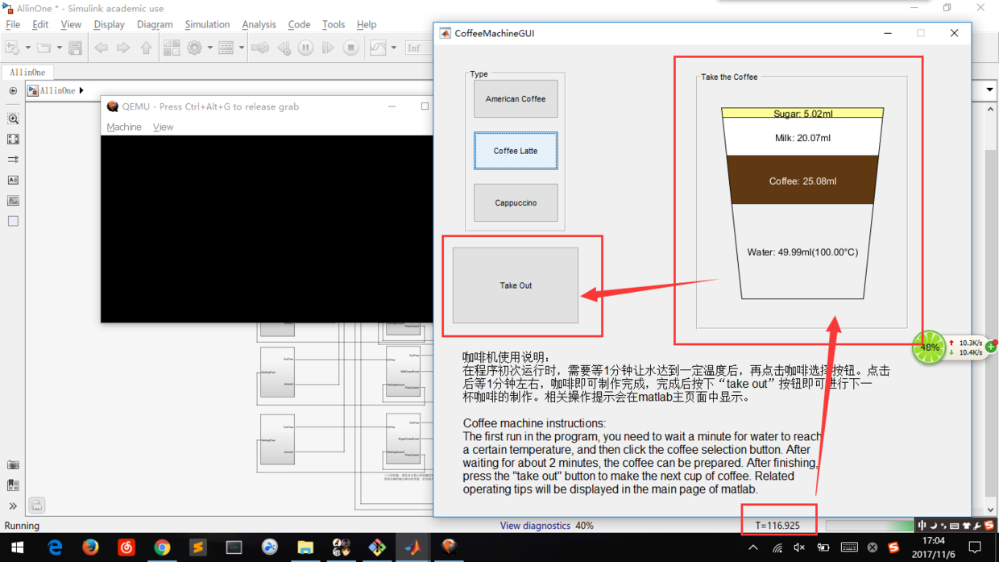 AllinOne * - Simulink academic use
File Edit View Display Diagram Simulation Analysis Code Tools Help
Inf
AllinOne
AllinOne
QEMU - Press Ctrl+Alt+G to release grab
Machine View
CoffeeMachineGUI
Type
American Coffee
Coffee Latte
Cappuccino
Take Out
Take the Coffee
Sugar: 5.02ml
Milk: 20.07ml
Coffee: 25.08ml
Water: 49.99ml(100.00°C)
48%
10.3K/s
10.4K/s
咖啡机使用说明:
在程序初次运行时，需要等1分钟让水达到一定温度后，再点击咖啡选择按钮。点击
后等1分钟左右，咖啡即可制作完成，完成后按下“take out”按钮即可进行下一
杯咖啡的制作。相关操作提示会在matlab主页面中显示。
Coffee machine instructions:
The first run in the program, you need to wait a minute for water to reach
a certain temperature, and then click the coffee selection button. After
waiting for about 2 minutes, the coffee can be prepared. After finishing,
press the "take out" button to make the next cup of coffee. Related
operating tips will be displayed in the main page of matlab.
Running
View diagnostics 40%
T=116.925
中
17:04
2017/11/6